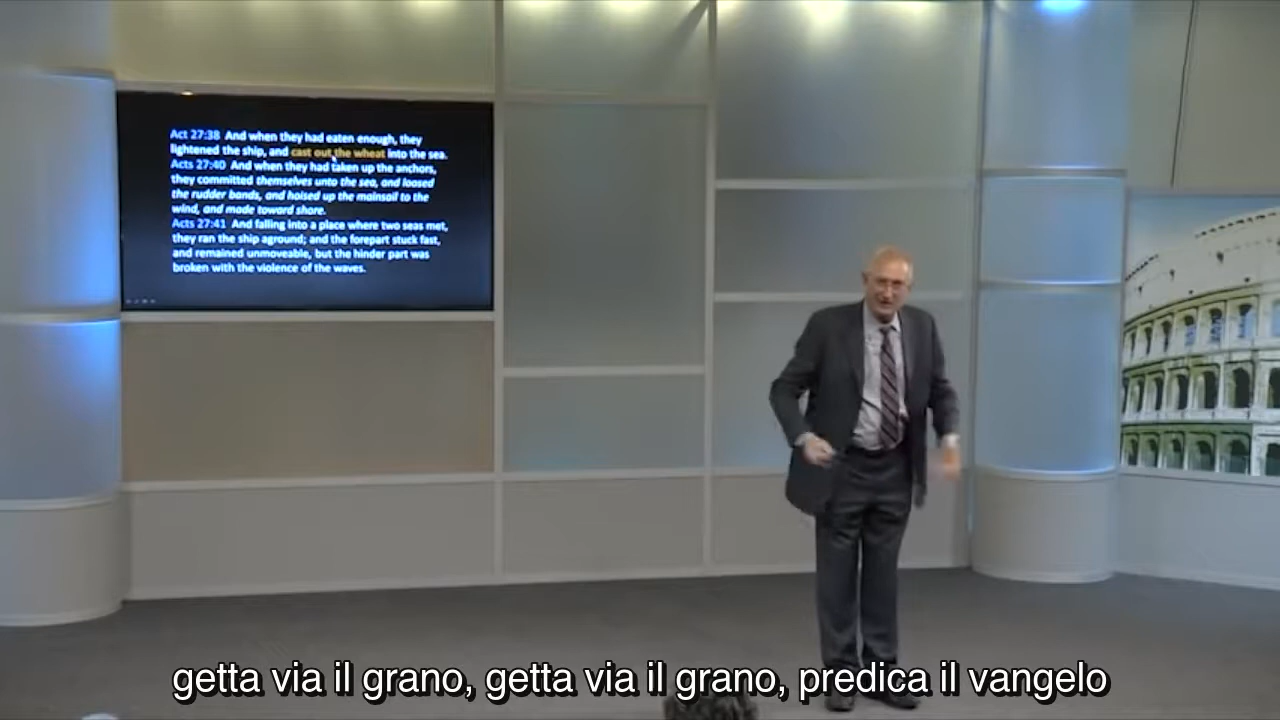 Act 27:38 And when they had eaten enough, they
lightened the ship, and cast out the wheat into the sea.
Acts 27:40 And when they had taken up the anchors,
they committed themselves unto the sea, and loosed
the rudder bands, and hoised up the mainsail to the
wind, and made toward shore.
Acts 27:41 And falling into a place where two seas met,
they ran the ship aground; and the forepart stuck fast,
and remained unmoveable, but the hinder part was
broken with the violence of the waves.
getta via il grano, getta via il grano, predica il vangelo